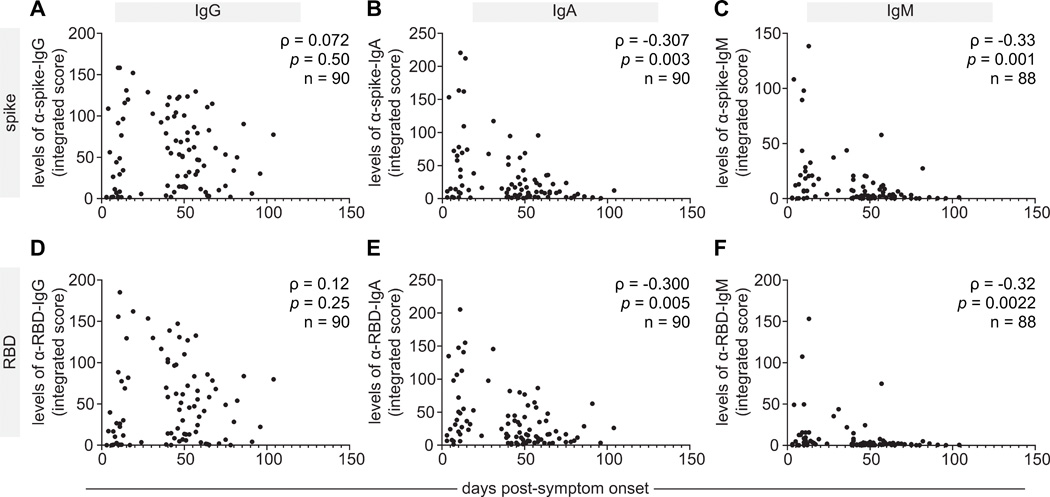 IgG
IgA
IgM
spike
RBD
A
levels of α-spike-IgG
(integrated score)
200
150
100
50
0
0 50 100 150
ρ = 0.072
p = 0.50
n = 90
B
levels of α-spike-IgA
(integrated score)
250
200
150
100
50
0
0 50 100 150
ρ = -0.307
p = 0.003
n = 90
C
levels of α-spike-IgM
(integrated score)
150
100
50
0
0 50 100 150
ρ = -0.33
p = 0.001
n = 88
D
levels of α-RBD-IgG
(integrated score)
200
150
100
50
0
0 50 100 150
ρ = 0.12
p = 0.25
n = 90
E
levels of α-RBD-IgA
(integrated score)
250
200
150
100
50
0
0 50 100 150
ρ = -0.300
p = 0.005
n = 90
F
levels of α-RBD-IgM
(integrated score)
200
150
100
50
0
0 50 100 150
ρ = -0.32
p = 0.0022
n = 88
days post-symptom onset